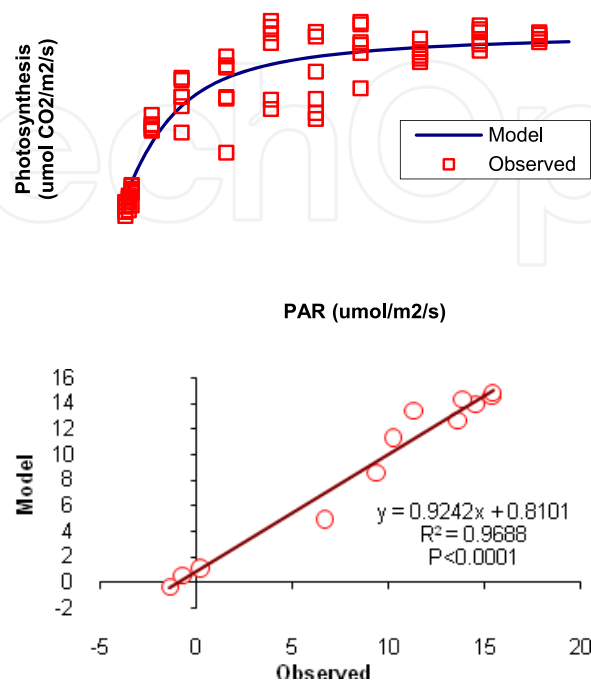 Photosynthesis
(umol CO2/m2/s)
Model
Observed
PAR (umol/m2/s)
16
14
12
10
8
6
4
2
0
-2
Model
y = 0.9242x + 0.8101
R² = 0.9688
P<0.0001
-5 0 5 10 15 20
Observed